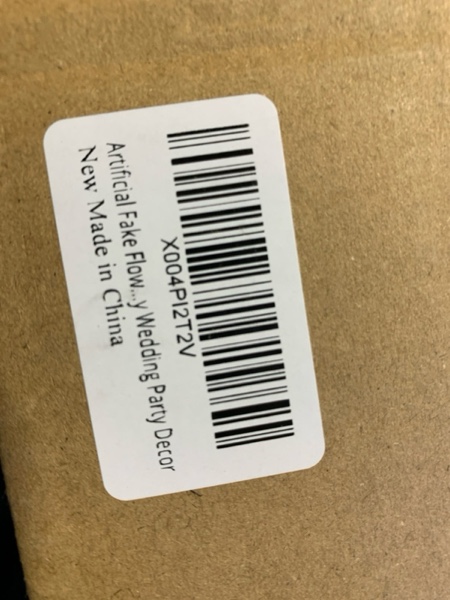 X004PI2T2V
Artificial Fake Flow...y Wedding Party Decor
New Made in China